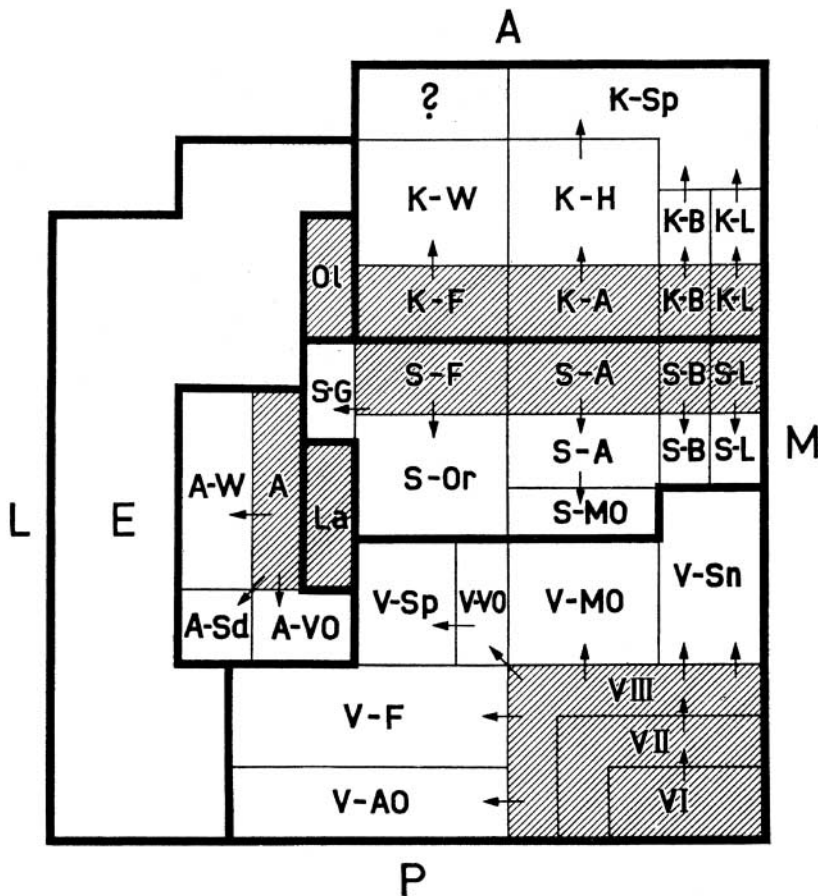 A
?
K-Sp
K-W
K-H
K-B
K-L
Ol
K-F
K-A
K-B
K-L
S-G
S-F
S-A
S-B
S-L
M
A-W
A
S-Or
S-A
S-B
S-L
L
E
La
S-MO
A-Sd
A-VO
V-Sp
V-VO
V-MO
V-Sn
V-F
VIII
VII
V-AO
VI
P